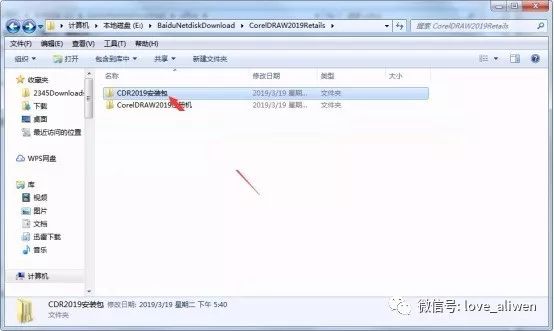 计算机 ▸ 本地磁盘 (E:) ▸ BaiduNetdiskDownload ▸ CorelDRAW2019Retails
搜索 CorelDRAW2019Retails
文件(F) 编辑(E) 查看(V) 工具(T) 帮助(H)
组织 打开 包含到库中 共享 新建文件夹
名称 修改日期 类型 大小
收藏夹
2345Downloads
下载
桌面
最近访问的位置
WPS网盘
库
视频
图片
文档
迅雷下载
音乐
计算机
CDR2019安装包 2019/3/19 星期... 文件夹
CorelDRAW2019 册机 2019/3/19 星期... 文件夹
CDR2019安装包 修改日期: 2019/3/19 星期二 下午 5:40
文件夹
微信号: love_aliwen